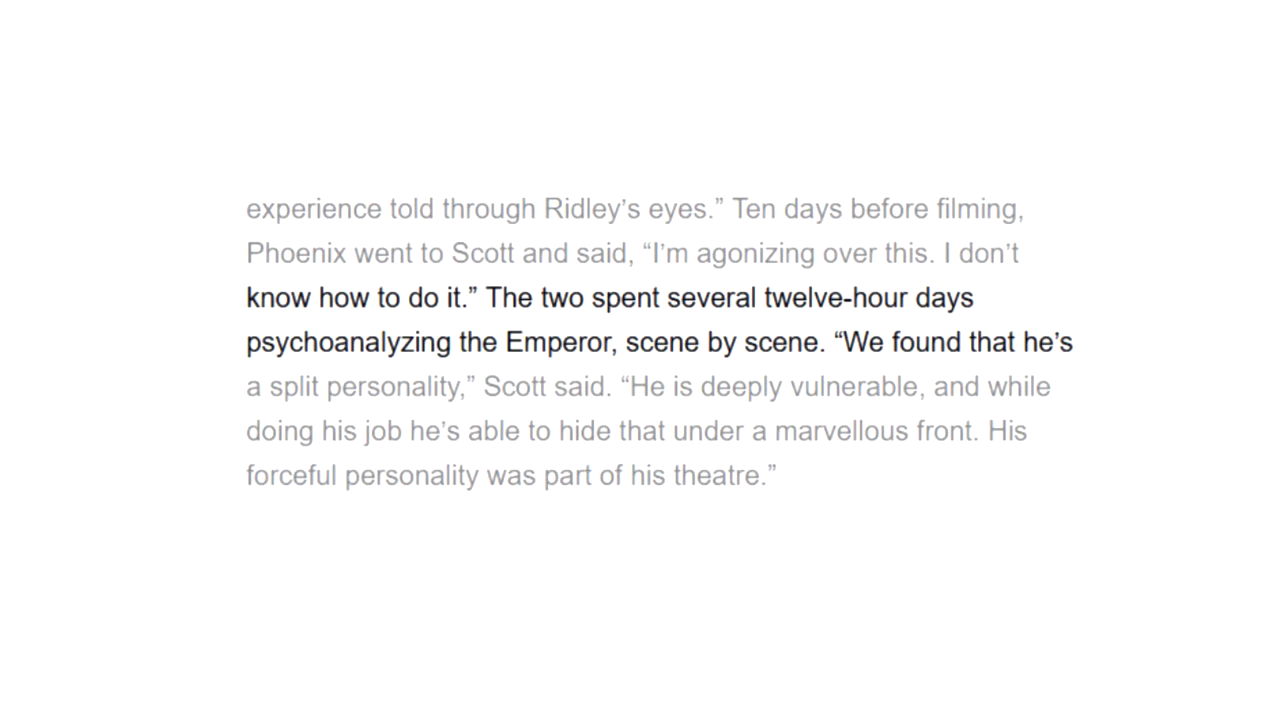 experience told through Ridley’s eyes.” Ten days before filming,
Phoenix went to Scott and said, “I’m agonizing over this. I don’t
know how to do it.” The two spent several twelve-hour days
psychoanalyzing the Emperor, scene by scene. “We found that he’s
a split personality,” Scott said. “He is deeply vulnerable, and while
doing his job he’s able to hide that under a marvellous front. His
forceful personality was part of his theatre.”